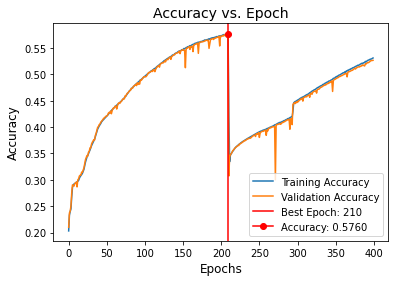 Accuracy vs. Epoch
Accuracy
0.55
0.50
0.45
0.40
0.35
0.30
0.25
0.20
Training Accuracy
Validation Accuracy
Best Epoch: 210
Accuracy: 0.5760
0 50 100 150 200 250 300 350 400
Epochs